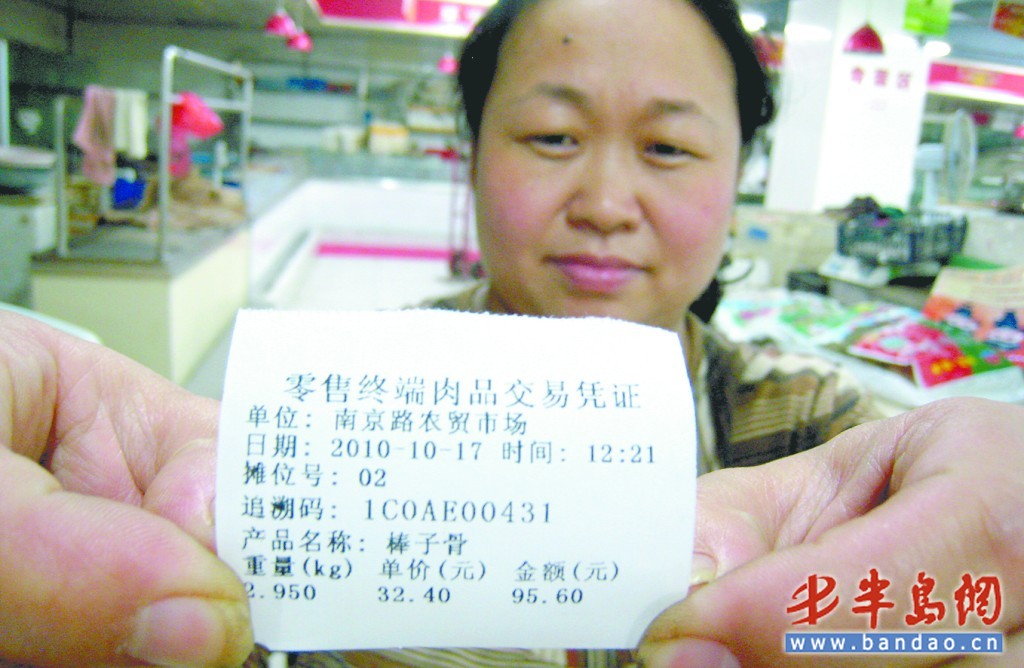 零售终端肉品交易凭证
单位: 南京路农贸市场
日期: 2010-10-17 时间: 12:21
摊位号: 02
追溯码: 1C0AE00431
产品名称: 棒子骨
重量(kg) 单价(元) 金额(元)
2.950 32.40 95.60
半岛網
www.bandao.cn